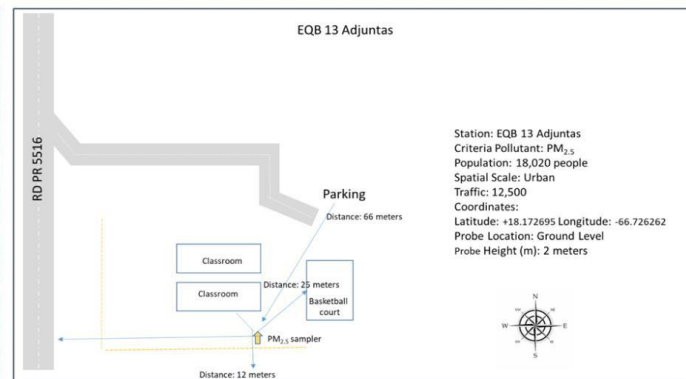 EQB 13 Adjuntas
RD PR 5516
Station: EQB 13 Adjuntas
Criteria Pollutant: PM2.5
Population: 18,020 people
Spatial Scale: Urban
Traffic: 12,500
Coordinates:
Latitude: +18.172695 Longitude: -66.726262
Probe Location: Ground Level
Probe Height (m): 2 meters
Parking
Distance: 66 meters
Classroom
Distance: 25 meters
Classroom
Basketball
court
PM2.5 sampler
Distance: 12 meters
N
W
E
S